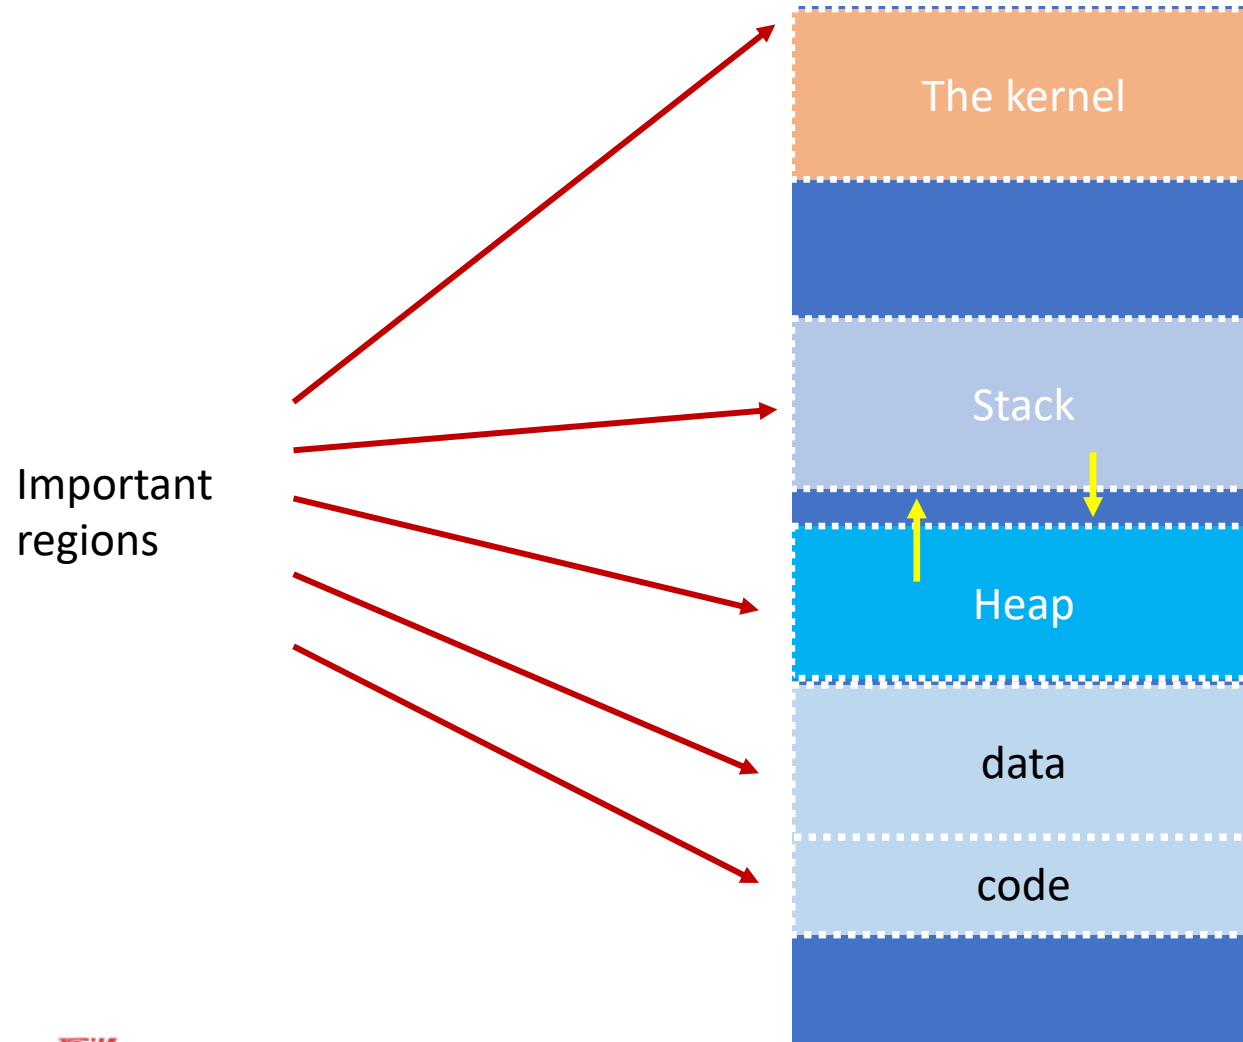 The kernel
Stack
Important
regions
Heap
data
code